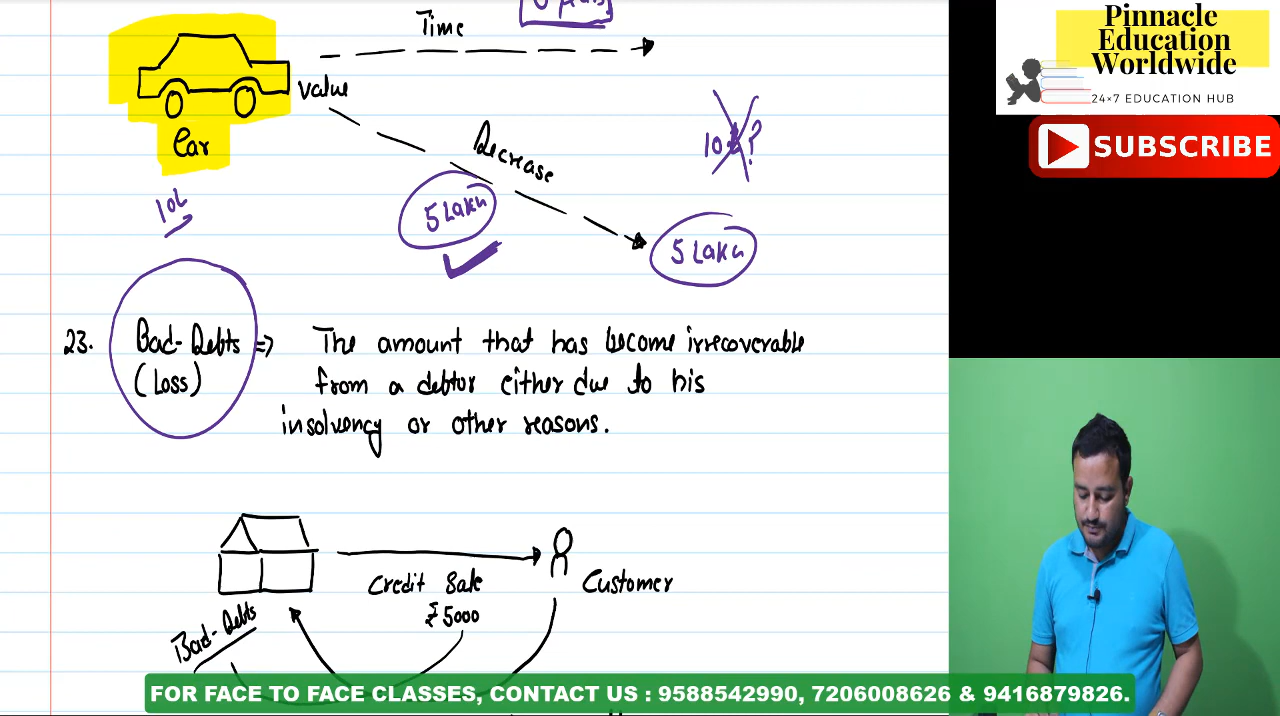 Time
Pinnacle
Education
Worldwide
24×7 EDUCATION HUB
SUBSCRIBE
value
Car
Decrease
10L
10L?
5 Lakh
5 Lakh
23. Bad-Debts ⇒ The amount that has become irrecoverable
(Loss) from a debtor either due to his
insolvency or other reasons.
Credit Sale
₹5000
Customer
Bad-Debts
FOR FACE TO FACE CLASSES, CONTACT US : 9588542990, 7206008626 & 9416879826.